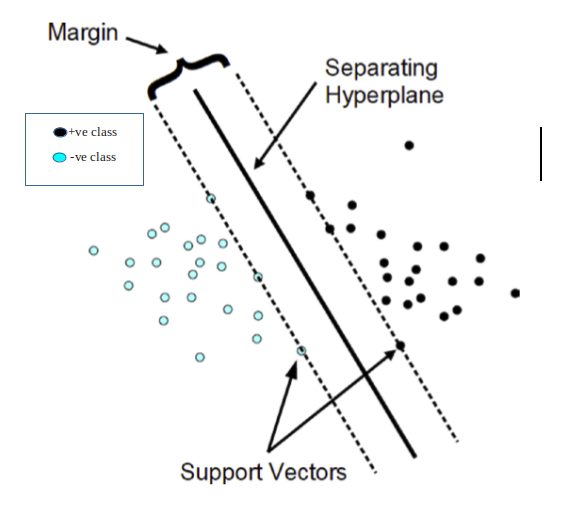 Margin
Separating
Hyperplane
+ve class
-ve class
Support Vectors